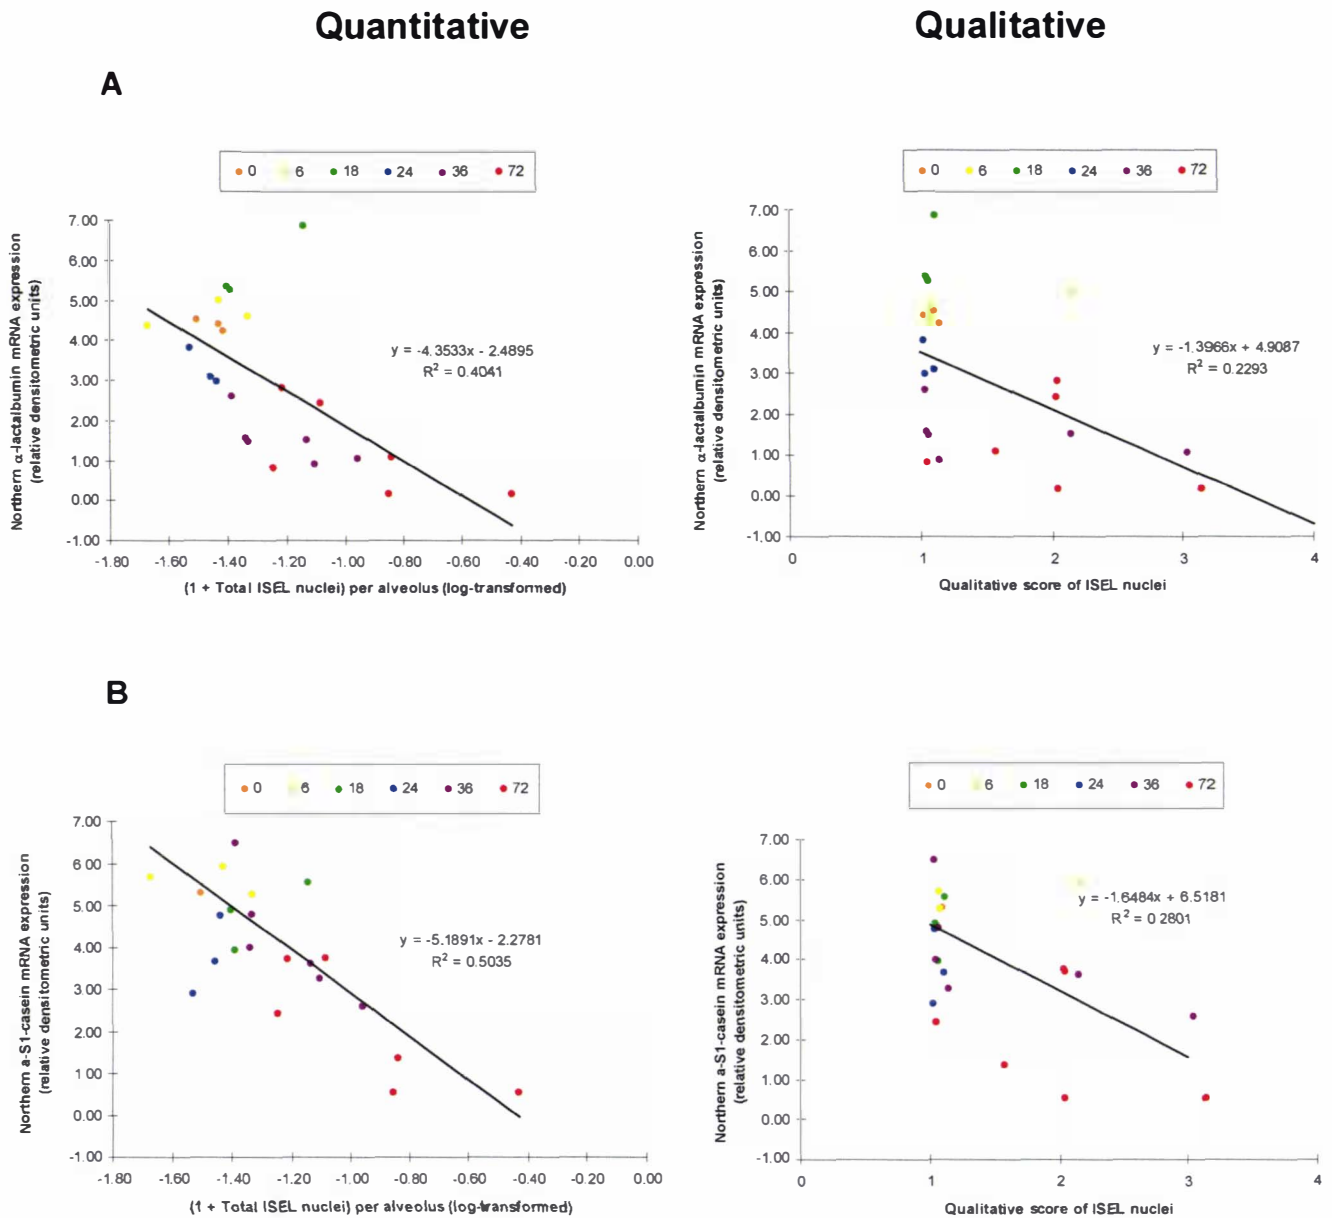 Quantitative
Qualitative
A
0 6 18 24 36 72
Northern α-lactalbumin mRNA expression
(relative densitometric units)
7.00
6.00
5.00
4.00
3.00
2.00
1.00
0.00
-1.00
y = -4.3533x - 2.4895
R² = 0.4041
-1.80 -1.60 -1.40 -1.20 -1.00 -0.80 -0.60 -0.40 -0.20 0.00
(1 + Total ISEL nuclei) per alveolus (log-transformed)
0 6 18 24 36 72
Northern α-lactalbumin mRNA expression
(relative densitometric units)
7.00
6.00
5.00
4.00
3.00
2.00
1.00
0.00
-1.00
y = -1.3966x + 4.9087
R² = 0.2293
0 1 2 3 4
Qualitative score of ISEL nuclei
B
0 6 18 24 36 72
Northern a-S1-casein mRNA expression
(relative densitometric units)
7.00
6 00
5.00
4.00
3.00
2.00
1 00
0.00
-1.00
y = -5.1891x - 2.2781
R² = 0.5035
-1.80 -1.60 -1.40 -1.20 -1.00 -0.80 -0.60 -0.40 -0.20 0.00
(1 + Total ISEL nuclei) per alveolus (log-transformed)
0 6 18 24 36 72
Northern a-S1-casein mRNA expression
(relative densitometric units)
7.00
6.00
5.00
4.00
3.00
2.00
1.00
0.00
-1.00
y = -1.6484x + 6.5181
R² = 0 2801
0 1 2 3 4
Qualitative score of ISEL nuclei